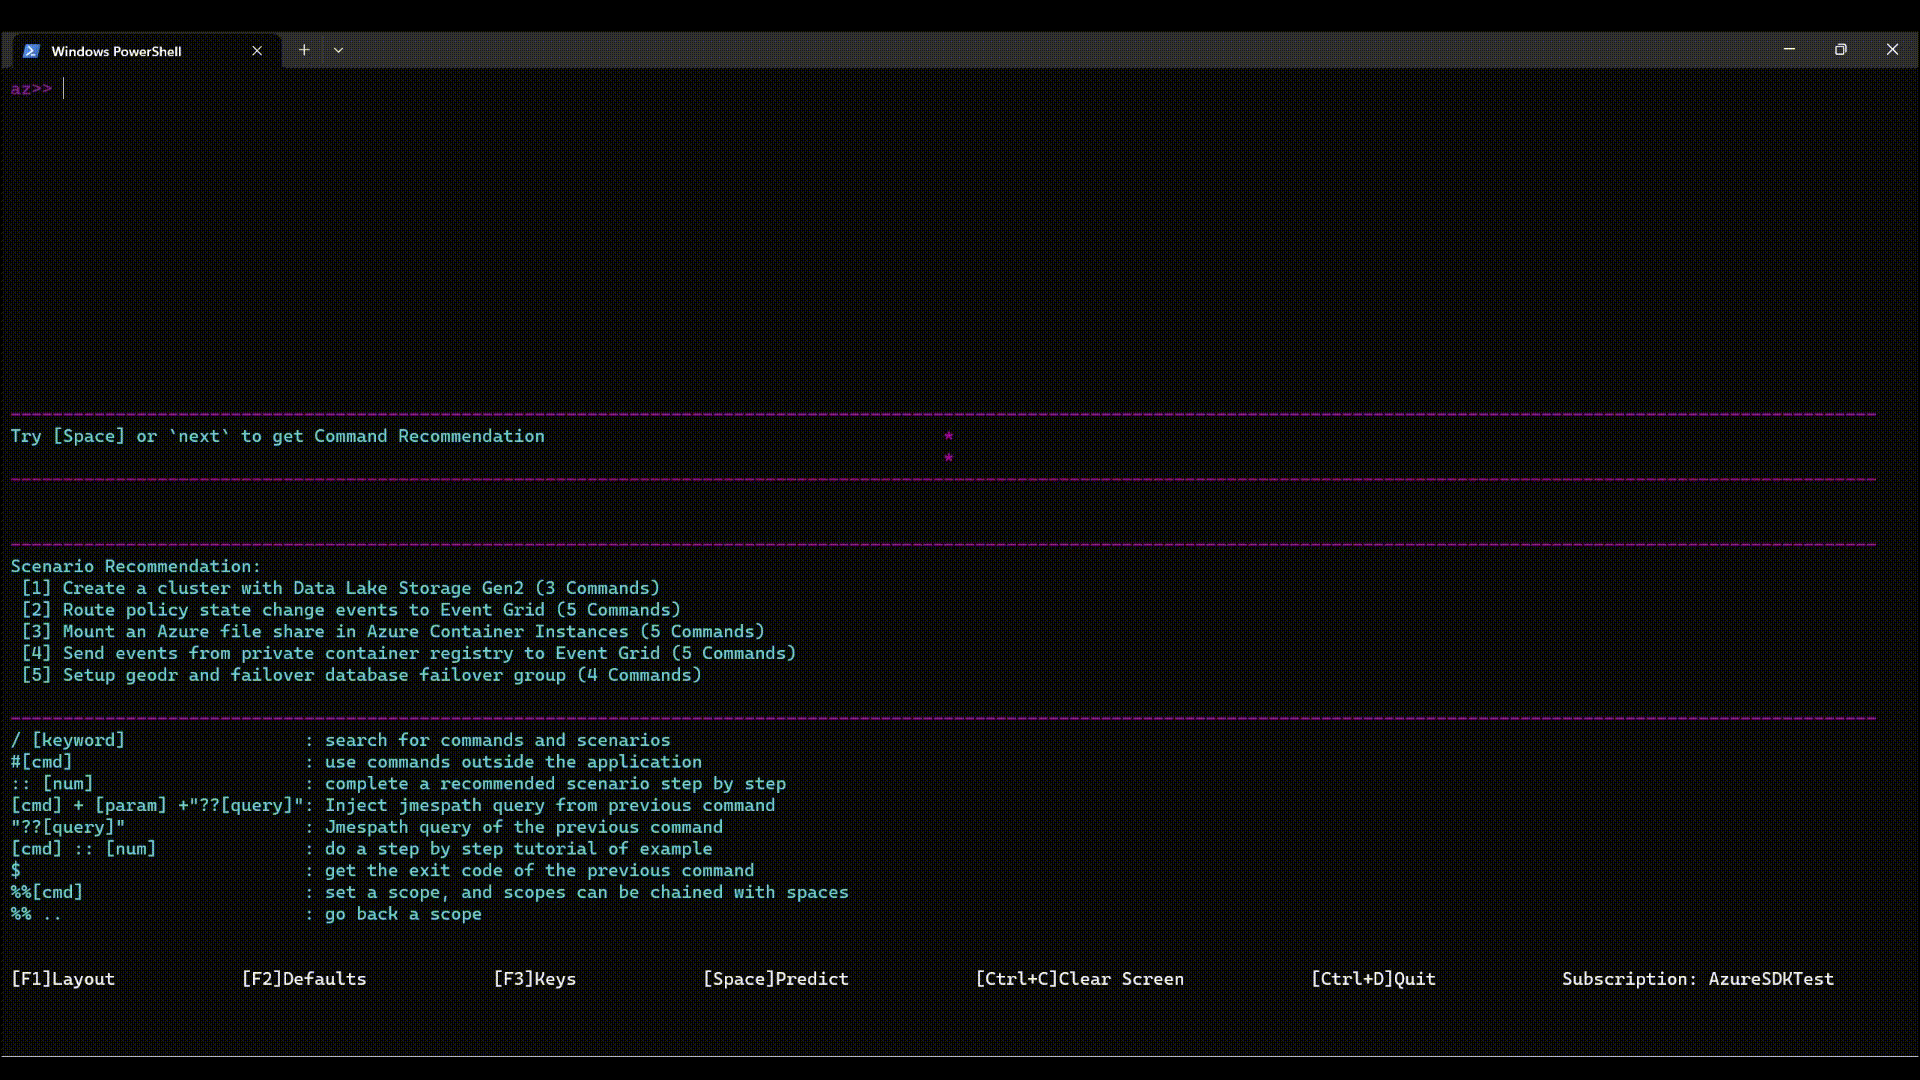 Windows PowerShell
az>>
Try [Space] or `next` to get Command Recommendation *
*
Scenario Recommendation:
[1] Create a cluster with Data Lake Storage Gen2 (3 Commands)
[2] Route policy state change events to Event Grid (5 Commands)
[3] Mount an Azure file share in Azure Container Instances (5 Commands)
[4] Send events from private container registry to Event Grid (5 Commands)
[5] Setup geodr and failover database failover group (4 Commands)
/ [keyword] : search for commands and scenarios
#[cmd] : use commands outside the application
:: [num] : complete a recommended scenario step by step
[cmd] + [param] +"??[query]": Inject jmespath query from previous command
"??[query]" : Jmespath query of the previous command
[cmd] :: [num] : do a step by step tutorial of example
$ : get the exit code of the previous command
%%[cmd] : set a scope, and scopes can be chained with spaces
%% .. : go back a scope
[F1]Layout [F2]Defaults [F3]Keys [Space]Predict [Ctrl+C]Clear Screen [Ctrl+D]Quit Subscription: AzureSDKTest